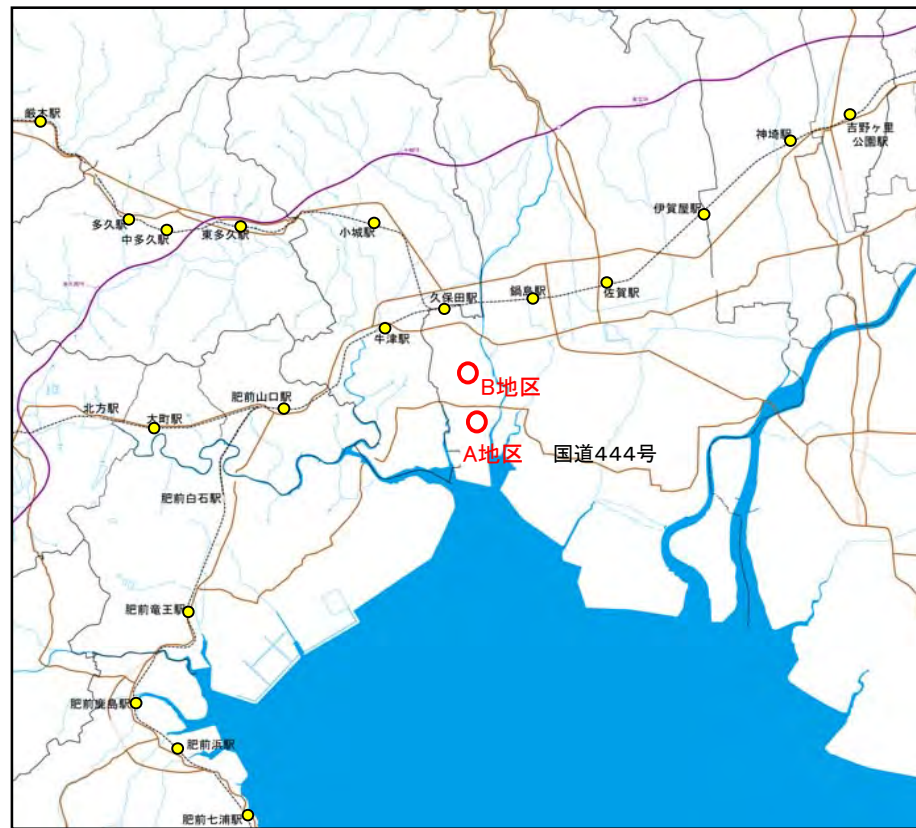 厳木駅
神埼駅
吉野ヶ里
公園駅
多久駅
中多久駅
東多久駅
小城駅
伊賀屋駅
久保田駅
鍋島駅
佐賀駅
牛津駅
B地区
肥前山口駅
北方駅
大町駅
A地区
国道444号
肥前白石駅
肥前竜王駅
肥前鹿島駅
肥前浜駅
肥前七浦駅